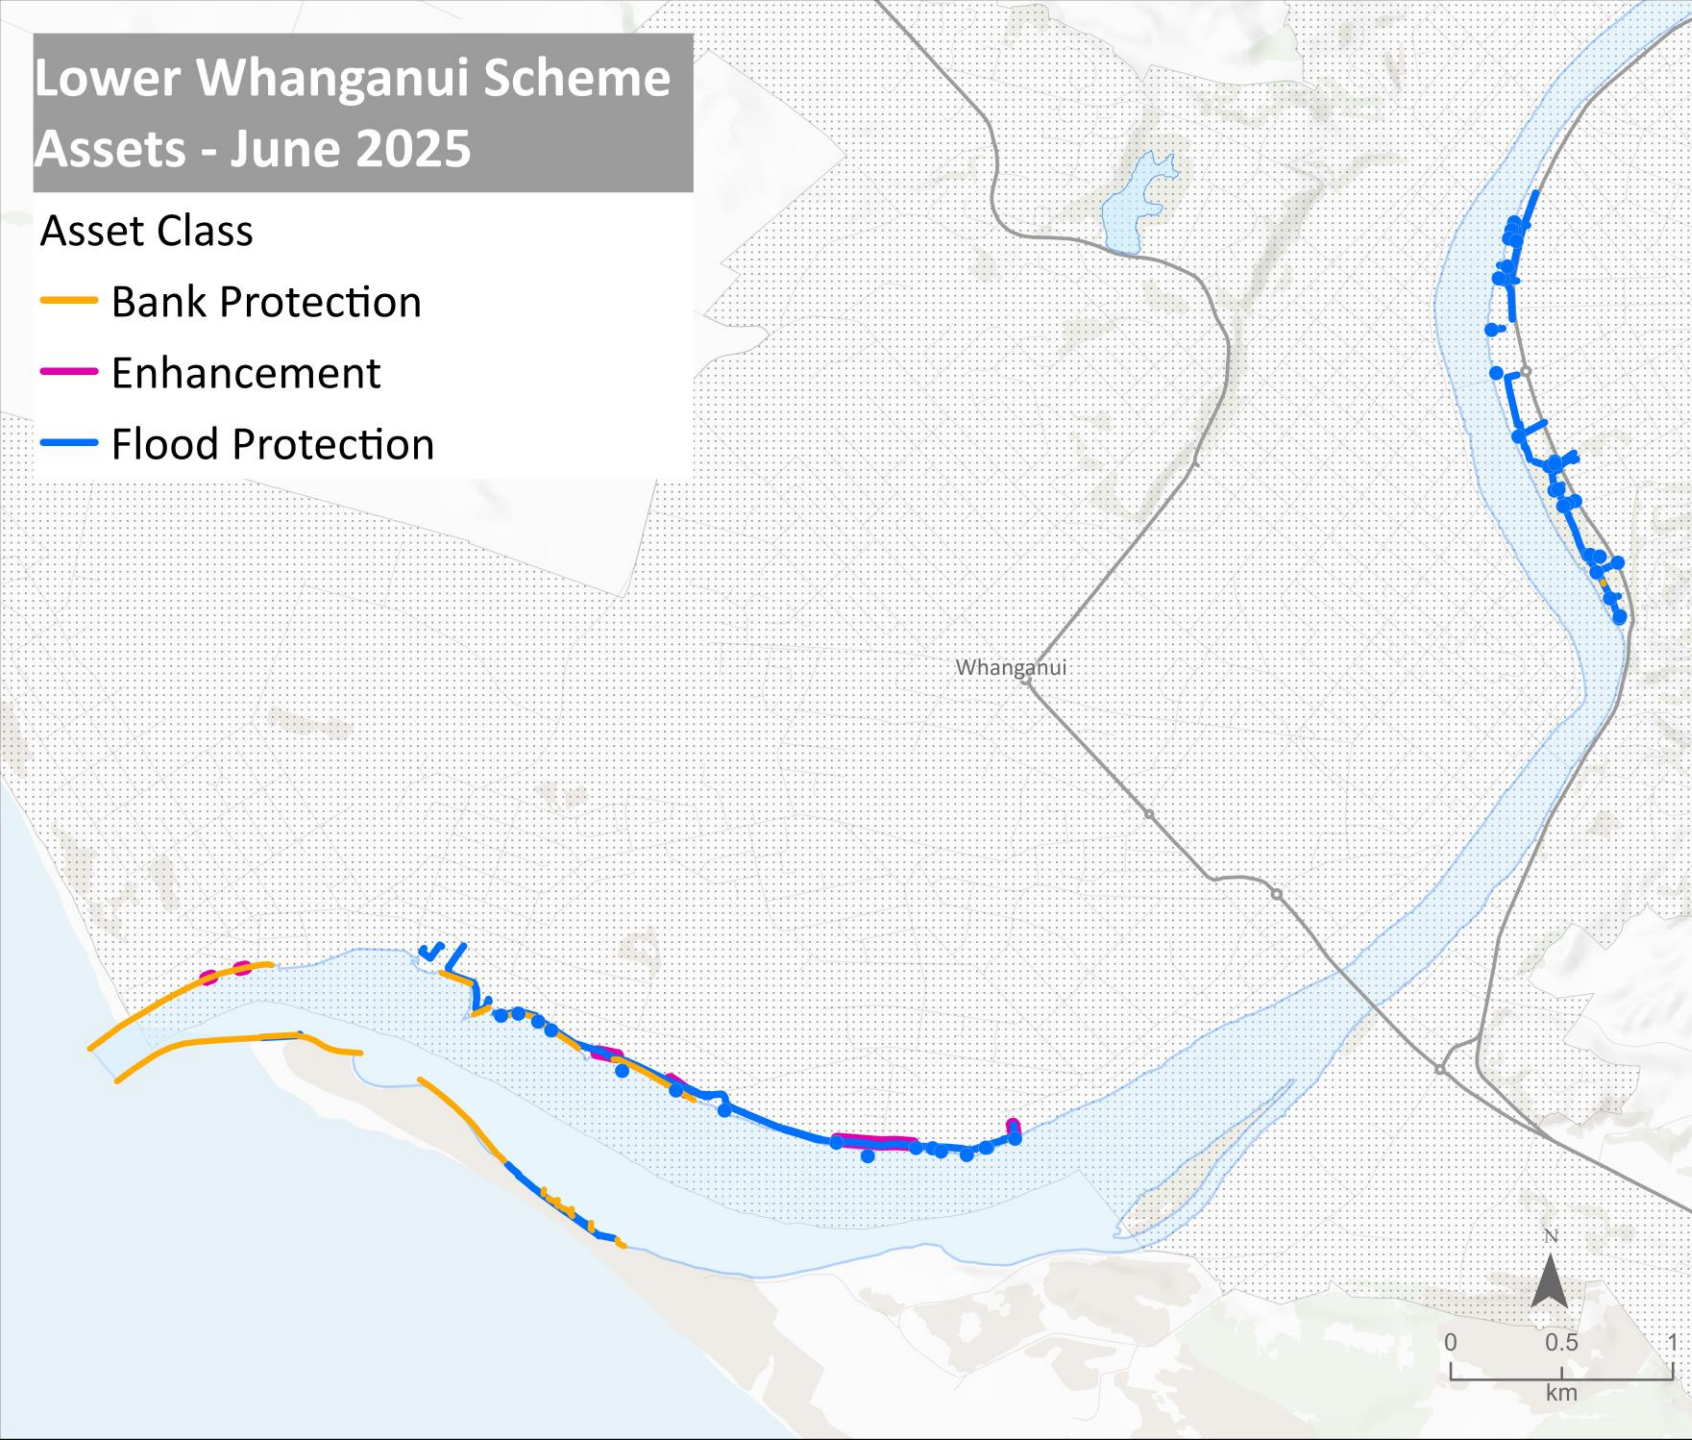 Lower Whanganui Scheme
Assets - June 2025
Asset Class
Bank Protection
Enhancement
Flood Protection
Whanganui
N
0 0.5 1
km